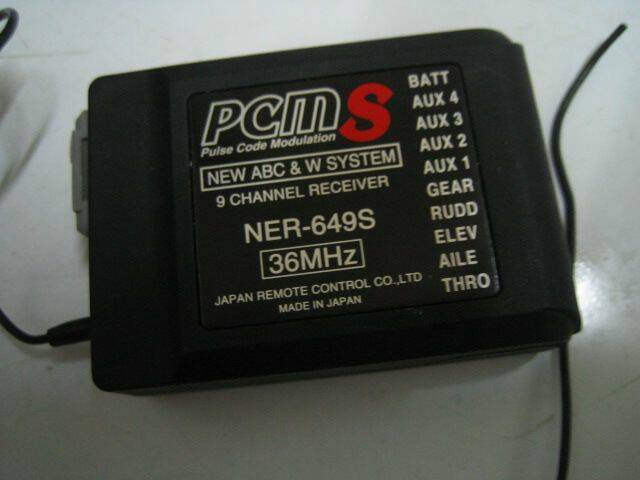 PCM S
Pulse Code Modulation
NEW ABC & W SYSTEM
9 CHANNEL RECEIVER
NER-649S
36MHz
JAPAN REMOTE CONTROL CO.,LTD
MADE IN JAPAN
BATT
AUX 4
AUX 3
AUX 2
AUX 1
GEAR
RUDD
ELEV
AILE
THRO